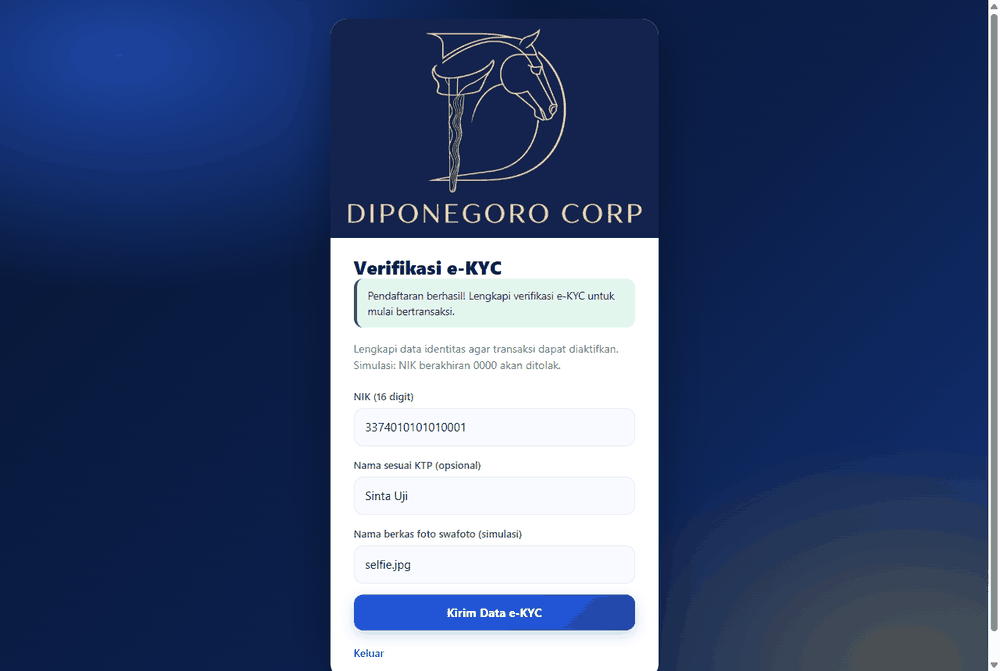 DIPONEGORO CORP
Verifikasi e-KYC
Pendaftaran berhasil! Lengkapi verifikasi e-KYC untuk
mulai bertransaksi.
Lengkapi data identitas agar transaksi dapat diaktifkan.
Simulasi: NIK berakhiran 0000 akan ditolak.
NIK (16 digit)
3374010101010001
Nama sesuai KTP (opsional)
Sinta Uji
Nama berkas foto swafoto (simulasi)
selfie.jpg
Kirim Data e-KYC
Keluar